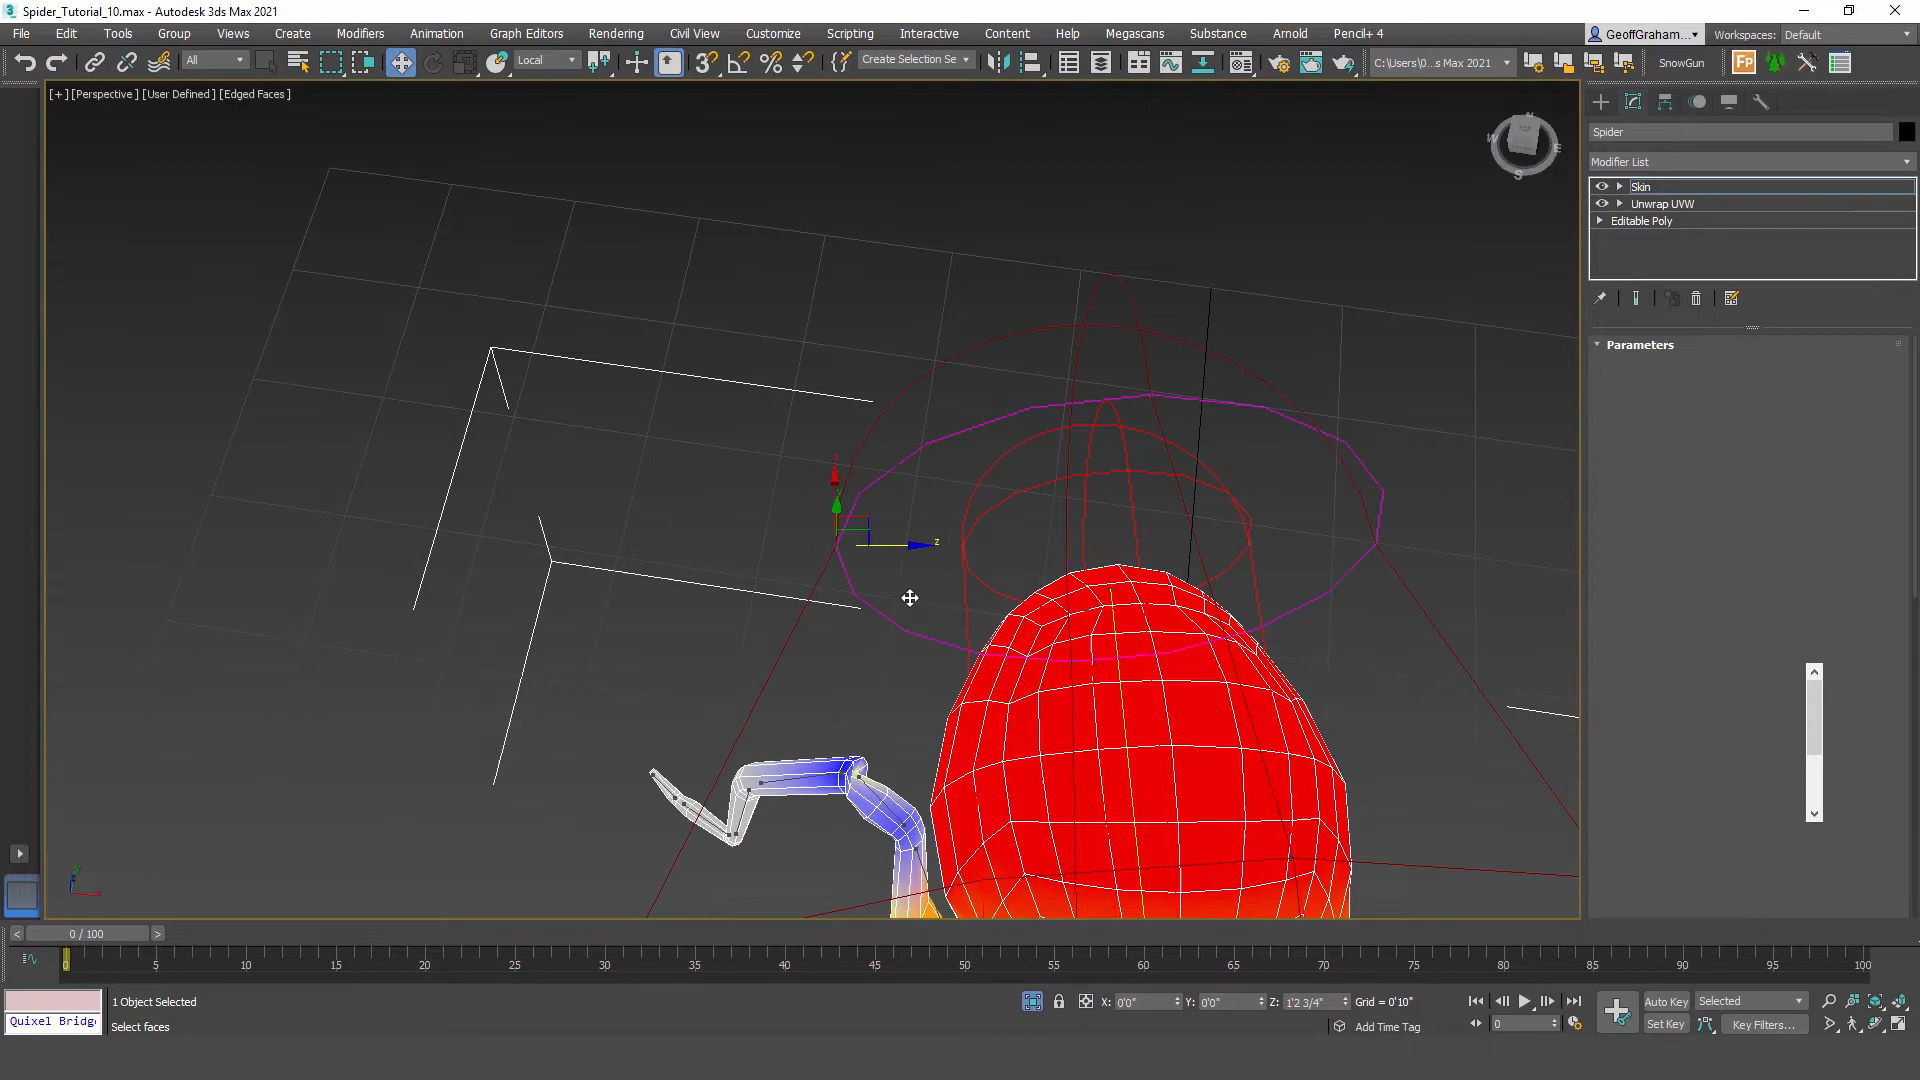 Spider_Tutorial_10.max - Autodesk 3ds Max 2021
File Edit Tools Group Views Create Modifiers Animation Graph Editors Rendering Civil View Customize Scripting Interactive Content Help Megascans Substance Arnold Pencil+ 4
GeoffGraham... Workspaces: Default
All Local Create Selection Se C:\Users\0...s Max 2021 SnowGun
[+] [Perspective] [User Defined] [Edged Faces]
TOP
W E S
Spider
Modifier List
Skin
Unwrap UVW
Editable Poly
Parameters
z
0 / 100
0 5 10 15 20 25 30 35 40 45 50 55 60 65 70 75 80 85 90 95 100
1 Object Selected
X: 0'0" Y: 0'0" Z: 1'2 3/4" Grid = 0'10"
Auto Key Selected
Quixel Bridg
Select faces
Add Time Tag
0
Set Key Key Filters...